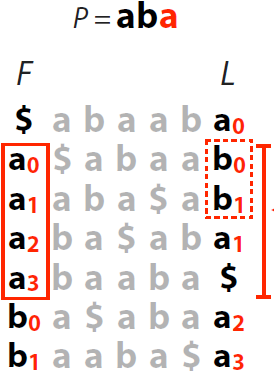 P = aba
F L
$ a b a a b a0
a0 $ a b a a b0
a1 a b a $ a b1
a2 b a $ a b a1
a3 b a a b a $
b0 a $ a b a a2
b1 a a b a $ a3